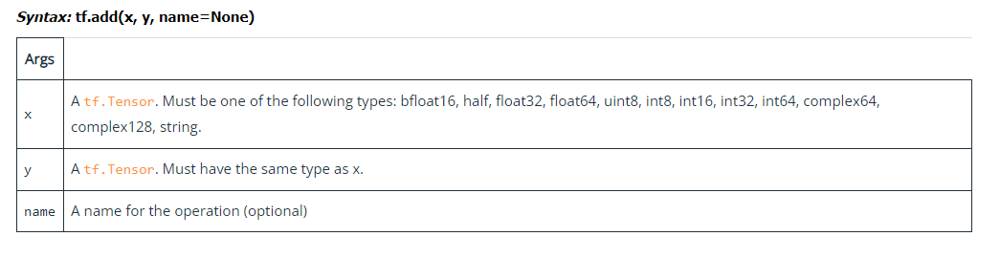 Syntax: tf.add(x, y, name=None)
Args
x
A tf.Tensor. Must be one of the following types: bfloat16, half, float32, float64, uint8, int8, int16, int32, int64, complex64,
complex128, string.
y
A tf.Tensor. Must have the same type as x.
name
A name for the operation (optional)